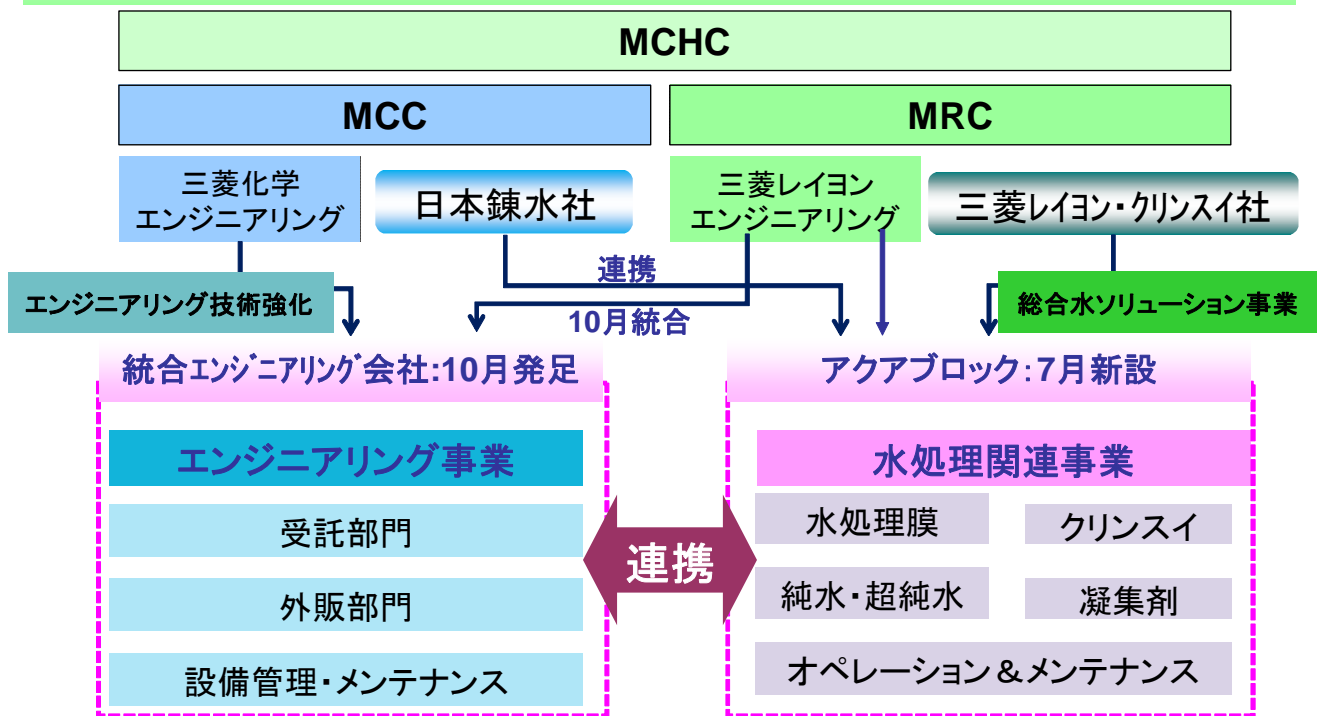 MCHC
MCC
MRC
三菱化学
エンジニアリング
日本錬水社
三菱レイヨン
エンジニアリング
三菱レイヨン・クリンスイ社
エンジニアリング技術強化
連携
10月統合
総合水ソリューション事業
統合エンジニアリング会社:10月発足
アクアブロック:7月新設
エンジニアリング事業
水処理関連事業
受託部門
外販部門
設備管理・メンテナンス
連携
水処理膜
クリンスイ
純水・超純水
凝集剤
オペレーション&メンテナンス